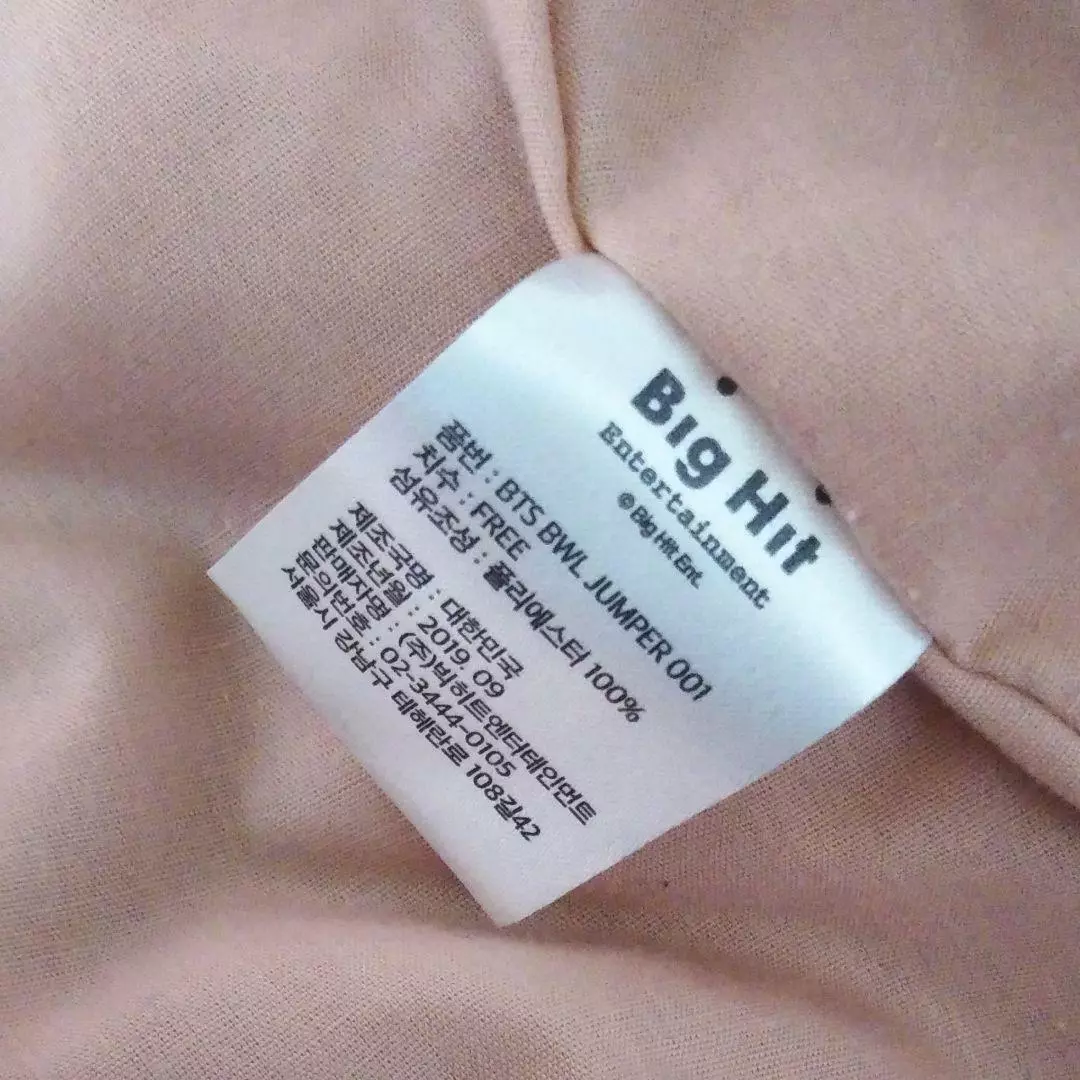 Big Hit
Entertainment
© Big Hit Ent.
품번 : BTS BWL JUMPER 001
치수 : FREE
섬유조성 : 폴리에스터 100%
제조국명 : 대한민국
제조년월 : 2019. 09
판매자명 : (주)빅히트엔터테인먼트
문의번호 : 02-3444-0105
서울시 강남구 테헤란로 108길42